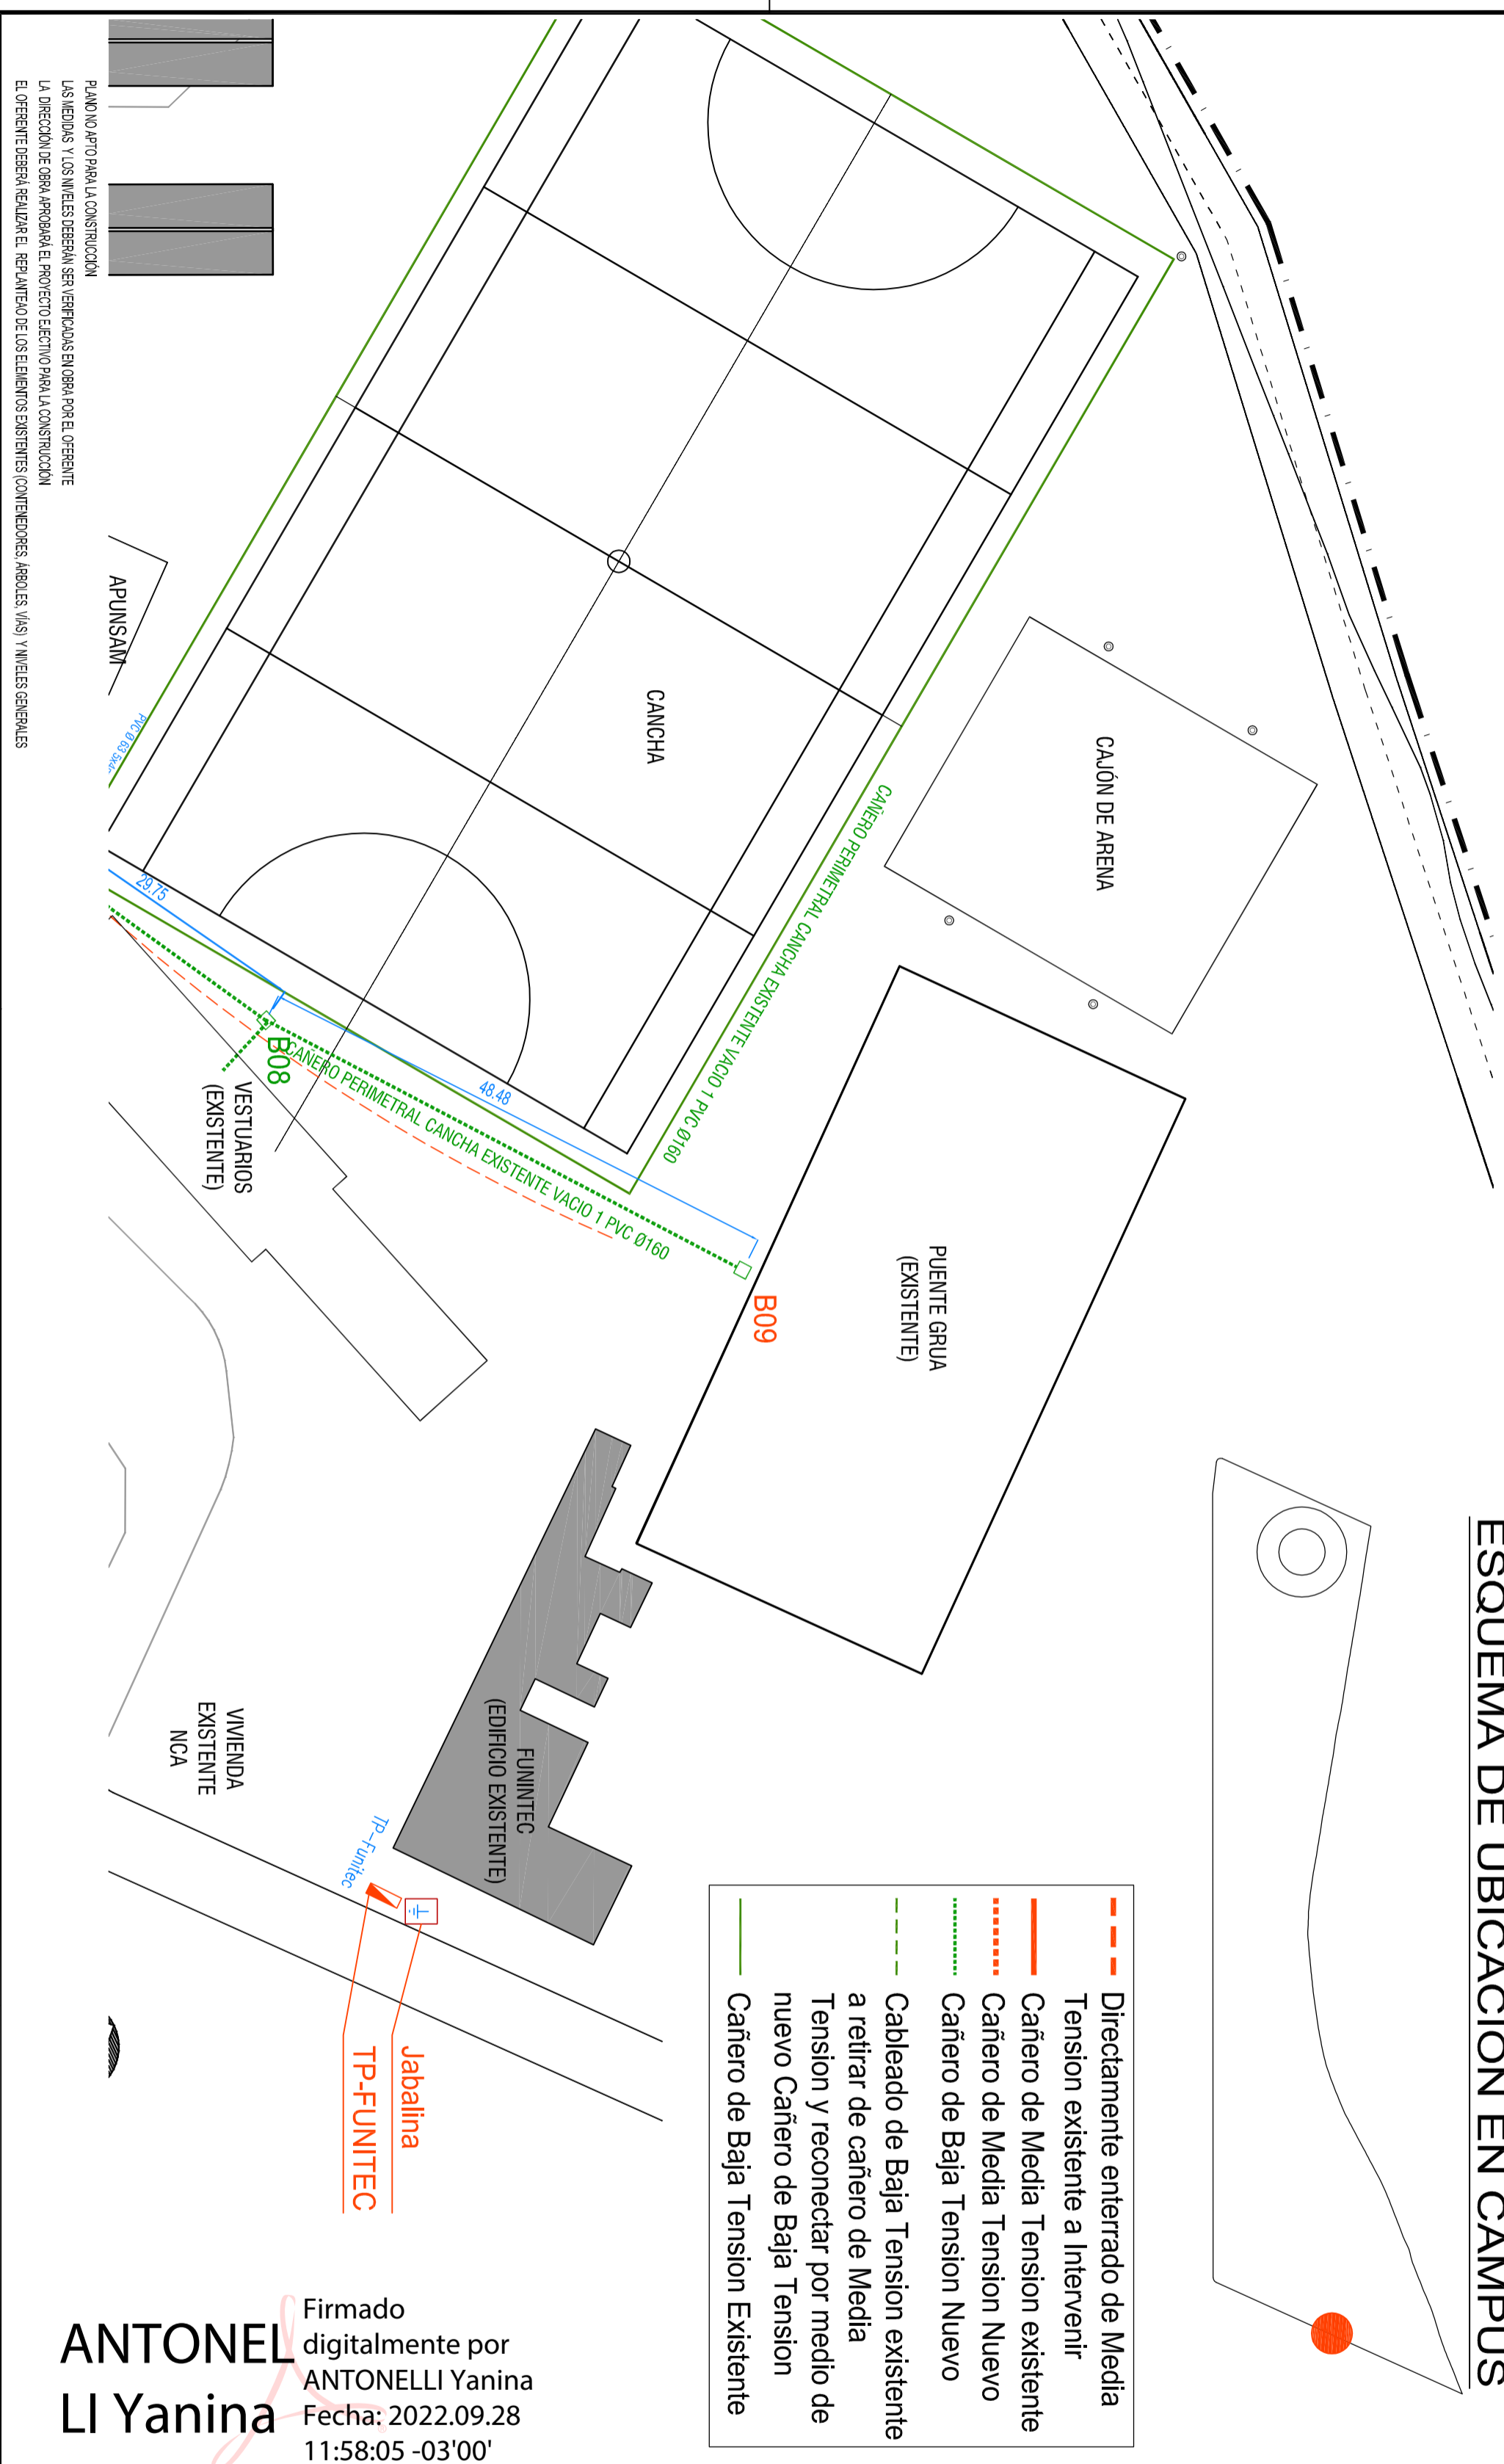 ESQUEMA DE UBICACION EN CAMPUS
CAJÓN DE ARENA
CANCHA
APUNSAM
CAÑERO PERIMETRAL CANCHA EXISTENTE VACIO 1 PVC Ø160
29.75
48.48
B08
CAÑERO PERIMETRAL CANCHA EXISTENTE VACIO 1 PVC Ø160
B09
VESTUARIOS
(EXISTENTE)
PUENTE GRUA
(EXISTENTE)
FUNINTEC
(EDIFICIO EXISTENTE)
VIVIENDA
EXISTENTE
NCA
TP-Funitec
Jabalina
TP-FUNITEC
Directamente enterrado de Media
Tension existente a Intervenir
Cañero de Media Tension existente
Cañero de Media Tension Nuevo
Cañero de Baja Tension Nuevo
Cableado de Baja Tension existente
a retirar de cañero de Media
Tension y reconectar por medio de
nuevo Cañero de Baja Tension
Cañero de Baja Tension Existente
PLANO NO APTO PARA LA CONSTRUCCIÓN
LAS MEDIDAS Y LOS NIVELES DEBERÁN SER VERIFICADAS EN OBRA POR EL OFERENTE
LA DIRECCIÓN DE OBRA APROBARÁ EL PROYECTO EJECTIVO PARA LA CONSTRUCCIÓN
EL OFERENTE DEBERÁ REALIZAR EL REPLANTEAO DE LOS ELEMENTOS EXISTENTES (CONTENEDORES, ÁRBOLES, VÍAS) Y NIVELES GENERALES
ANTONEL
LI Yanina
Firmado
digitalmente por
ANTONELLI Yanina
Fecha: 2022.09.28
11:58:05 -03'00'